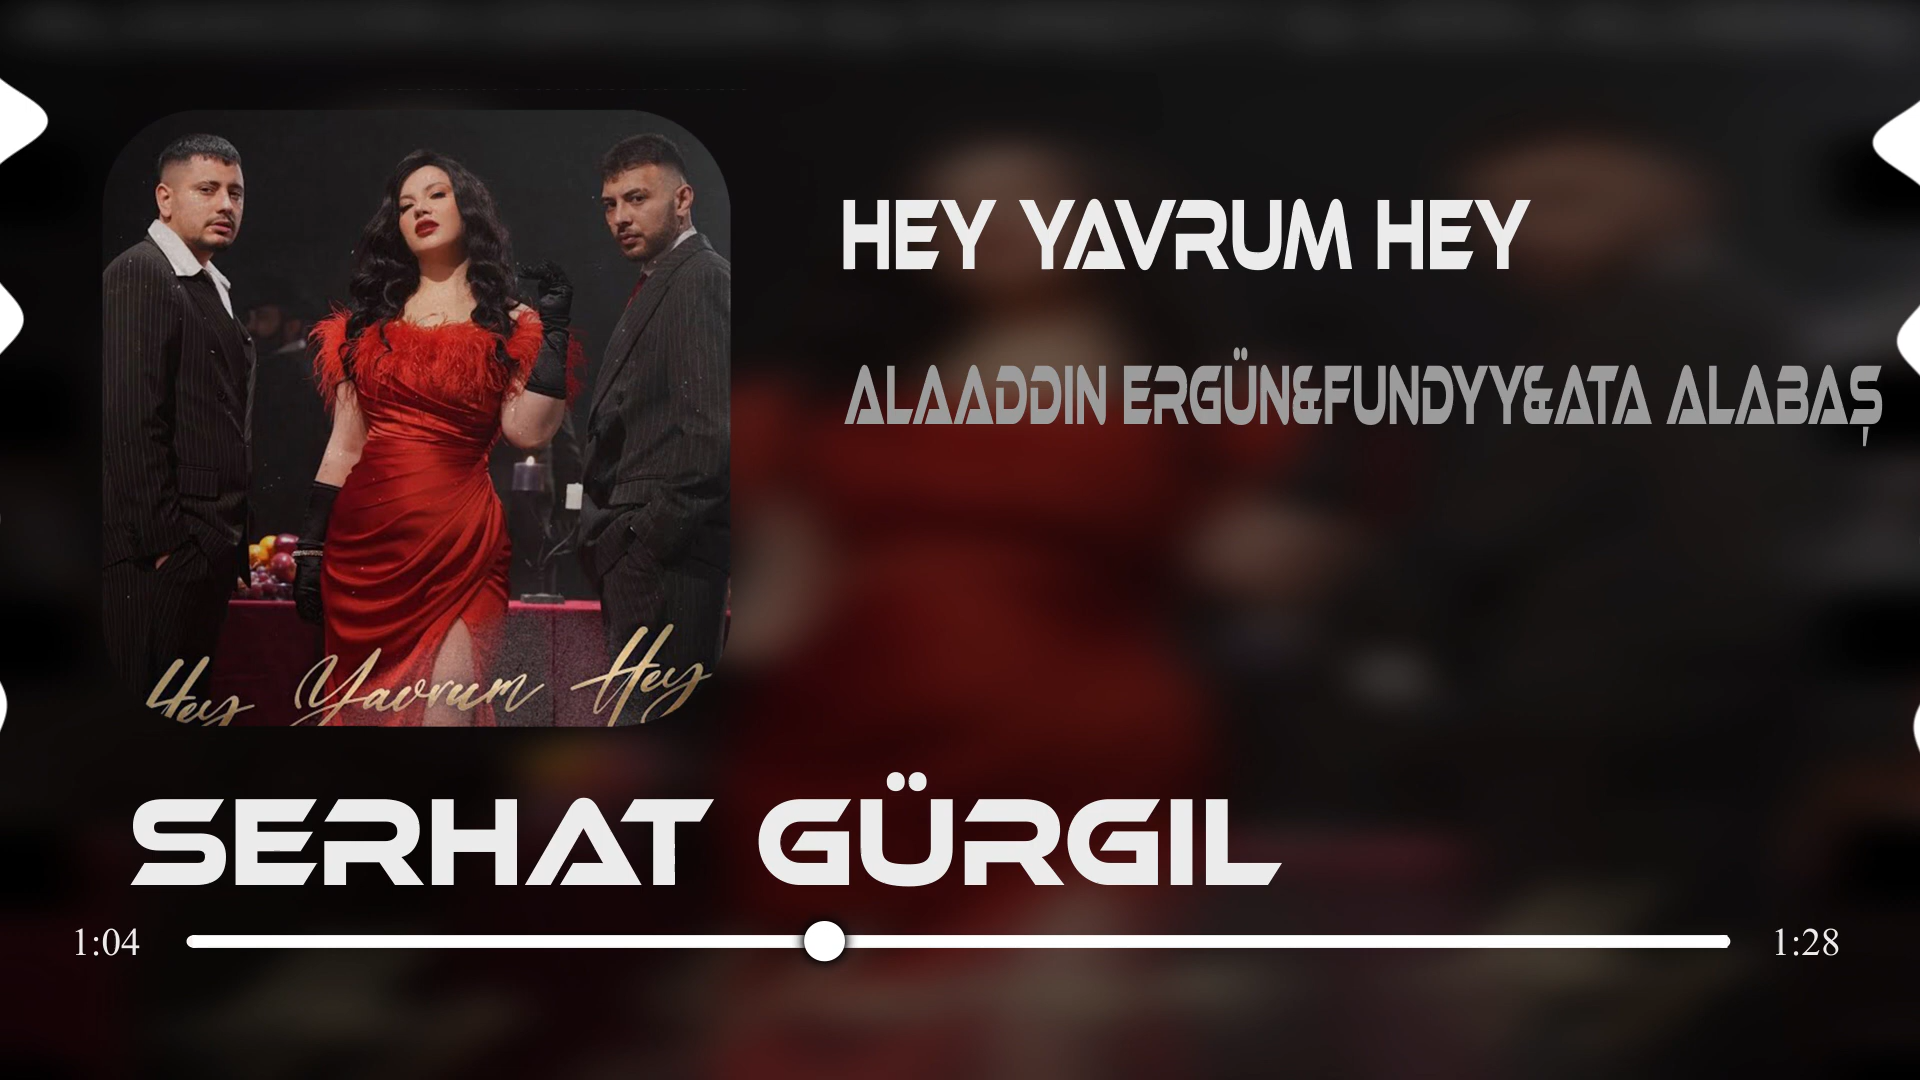 HEY YAVRUM HEY
ALAADDIN ERGÜN&FUNDYY&ATA ALABAŞ
Hey Yavrum Hey
SERHAT GÜRGIL
1:04
1:28